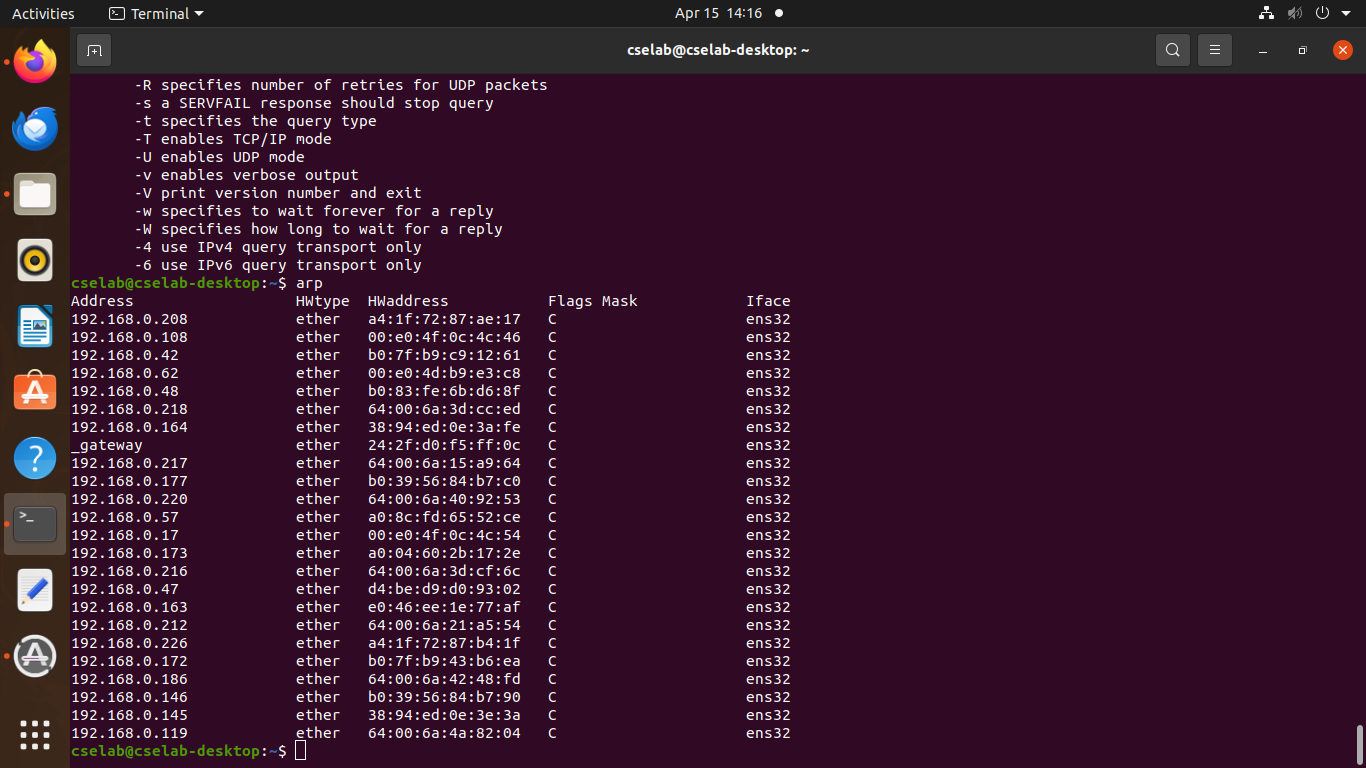 Activities Terminal Apr 15 14:16
cselab@cselab-desktop: ~
-R specifies number of retries for UDP packets
-s a SERVFAIL response should stop query
-t specifies the query type
-T enables TCP/IP mode
-U enables UDP mode
-v enables verbose output
-V print version number and exit
-w specifies to wait forever for a reply
-W specifies how long to wait for a reply
-4 use IPv4 query transport only
-6 use IPv6 query transport only
cselab@cselab-desktop:~$ arp
Address HWtype HWaddress Flags Mask Iface
192.168.0.208 ether a4:1f:72:87:ae:17 C ens32
192.168.0.108 ether 00:e0:4f:0c:4c:46 C ens32
192.168.0.42 ether b0:7f:b9:c9:12:61 C ens32
192.168.0.62 ether 00:e0:4d:b9:e3:c8 C ens32
192.168.0.48 ether b0:83:fe:6b:d6:8f C ens32
192.168.0.218 ether 64:00:6a:3d:cc:ed C ens32
192.168.0.164 ether 38:94:ed:0e:3a:fe C ens32
_gateway ether 24:2f:d0:f5:ff:0c C ens32
192.168.0.217 ether 64:00:6a:15:a9:64 C ens32
192.168.0.177 ether b0:39:56:84:b7:c0 C ens32
192.168.0.220 ether 64:00:6a:40:92:53 C ens32
192.168.0.57 ether a0:8c:fd:65:52:ce C ens32
192.168.0.17 ether 00:e0:4f:0c:4c:54 C ens32
192.168.0.173 ether a0:04:60:2b:17:2e C ens32
192.168.0.216 ether 64:00:6a:3d:cf:6c C ens32
192.168.0.47 ether d4:be:d9:d0:93:02 C ens32
192.168.0.163 ether e0:46:ee:1e:77:af C ens32
192.168.0.212 ether 64:00:6a:21:a5:54 C ens32
192.168.0.226 ether a4:1f:72:87:b4:1f C ens32
192.168.0.172 ether b0:7f:b9:43:b6:ea C ens32
192.168.0.186 ether 64:00:6a:42:48:fd C ens32
192.168.0.146 ether b0:39:56:84:b7:90 C ens32
192.168.0.145 ether 38:94:ed:0e:3e:3a C ens32
192.168.0.119 ether 64:00:6a:4a:82:04 C ens32
cselab@cselab-desktop:~$